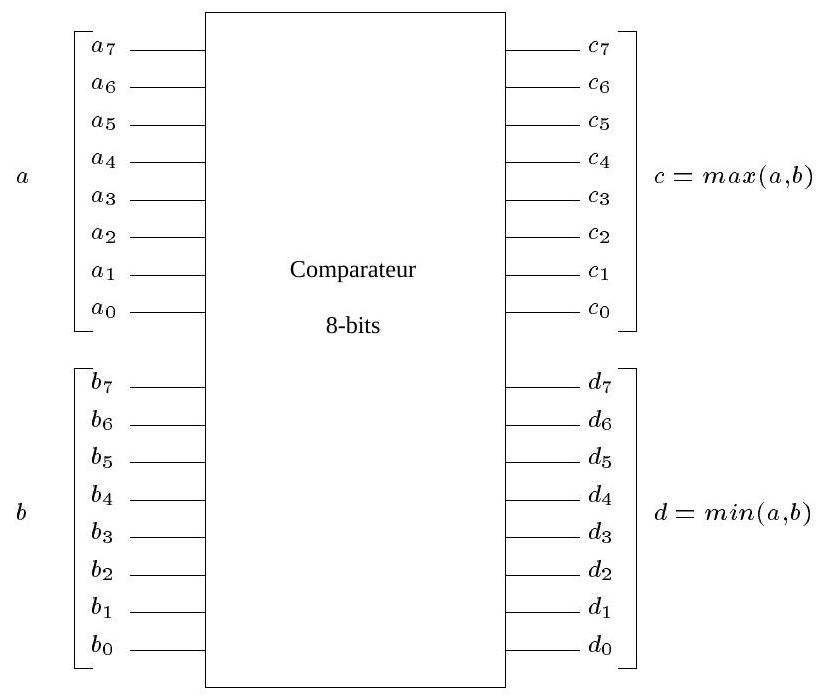 a₇ c₇
a₆ c₆
a₅ c₅
a₄ c₄
a c = max(a,b)
a₃ c₃
a₂ c₂
a₁ Comparateur c₁
a₀ c₀
8-bits
b₇ d₇
b₆ d₆
b₅ d₅
b₄ d₄
b d = min(a,b)
b₃ d₃
b₂ d₂
b₁ d₁
b₀ d₀